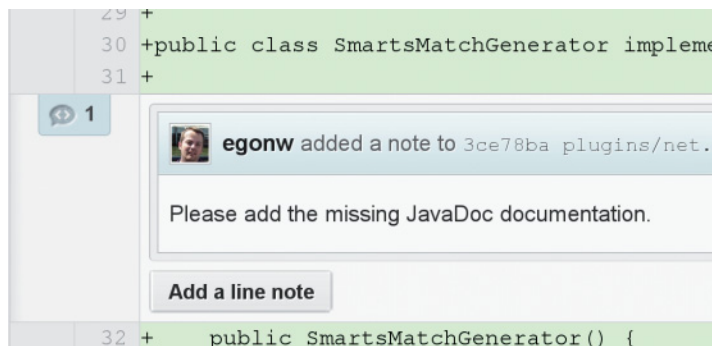 29 +
30 +public class SmartsMatchGenerator impleme
31 +
1
egonw added a note to 3ce78ba plugins/net.
Please add the missing JavaDoc documentation.
Add a line note
32 + public SmartsMatchGenerator() {